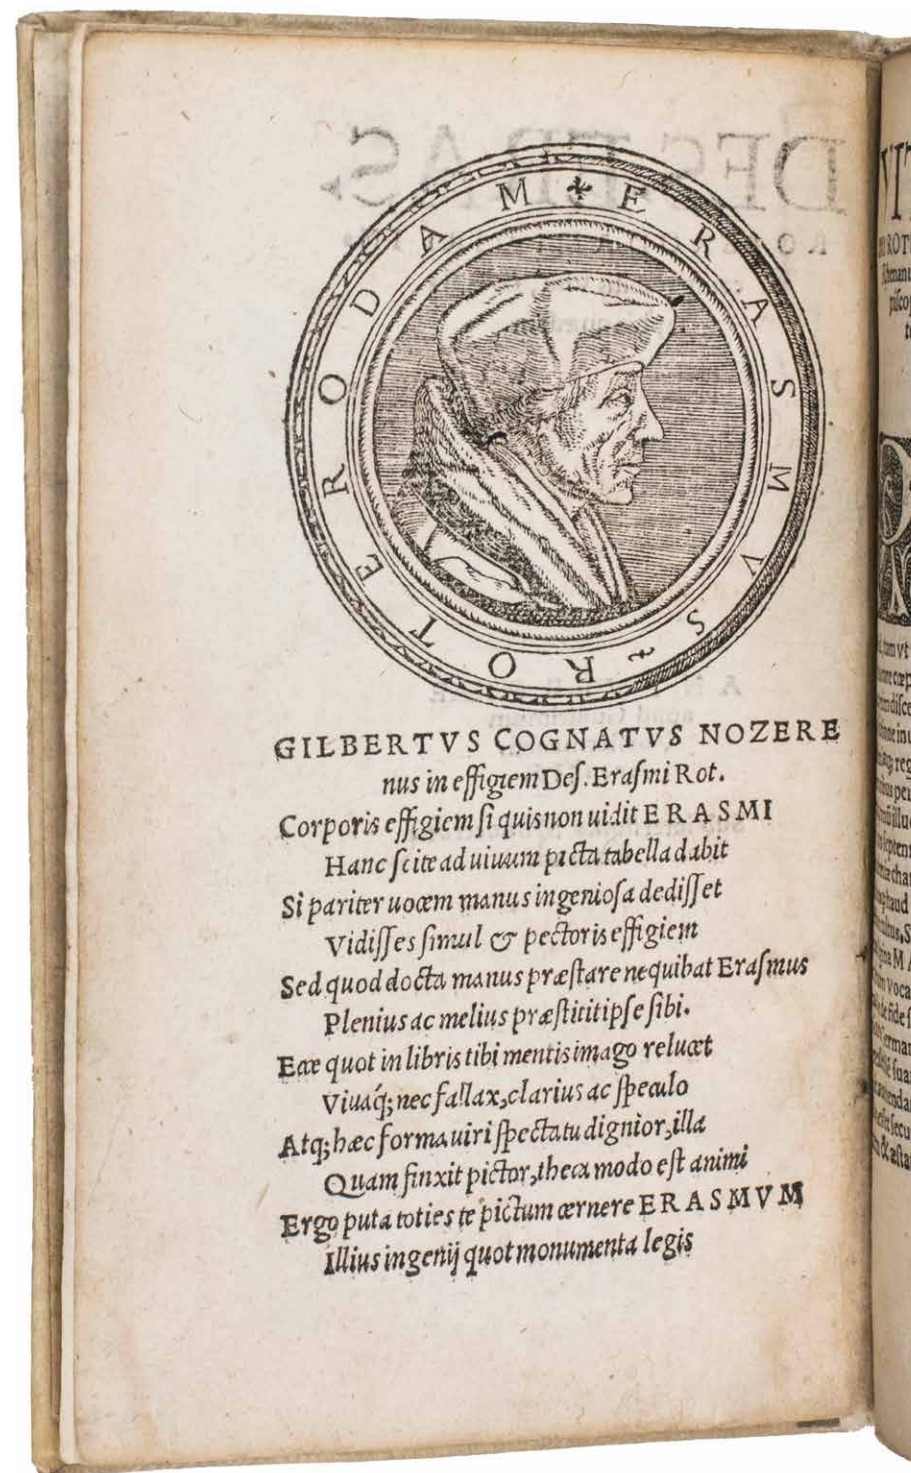 ERASMVS ROTERODAM
GILBERTVS COGNATVS NOZERE
nus in effigiem Des. Erasmi Rot.
Corporis effigiem si quis non uidit ERASMI
Hanc scite ad uiuum picta tabella dabit
Si pariter uocem manus ingeniosa dedisset
Vidisses simul & pectoris effigiem
Sed quod docta manus præstare nequibat Erasmus
Plenius ac melius præstitit ipse sibi.
Ecce quot in libris tibi mentis imago relucet
Viuaq́; nec fallax, clarius ac speculo
Atq; hæc forma uiri spectatu dignior, illa
Quam finxit pictor, theca modo est animi
Ergo puta toties te pictum cernere ERASMVM
Illius ingenij quot monumenta legis